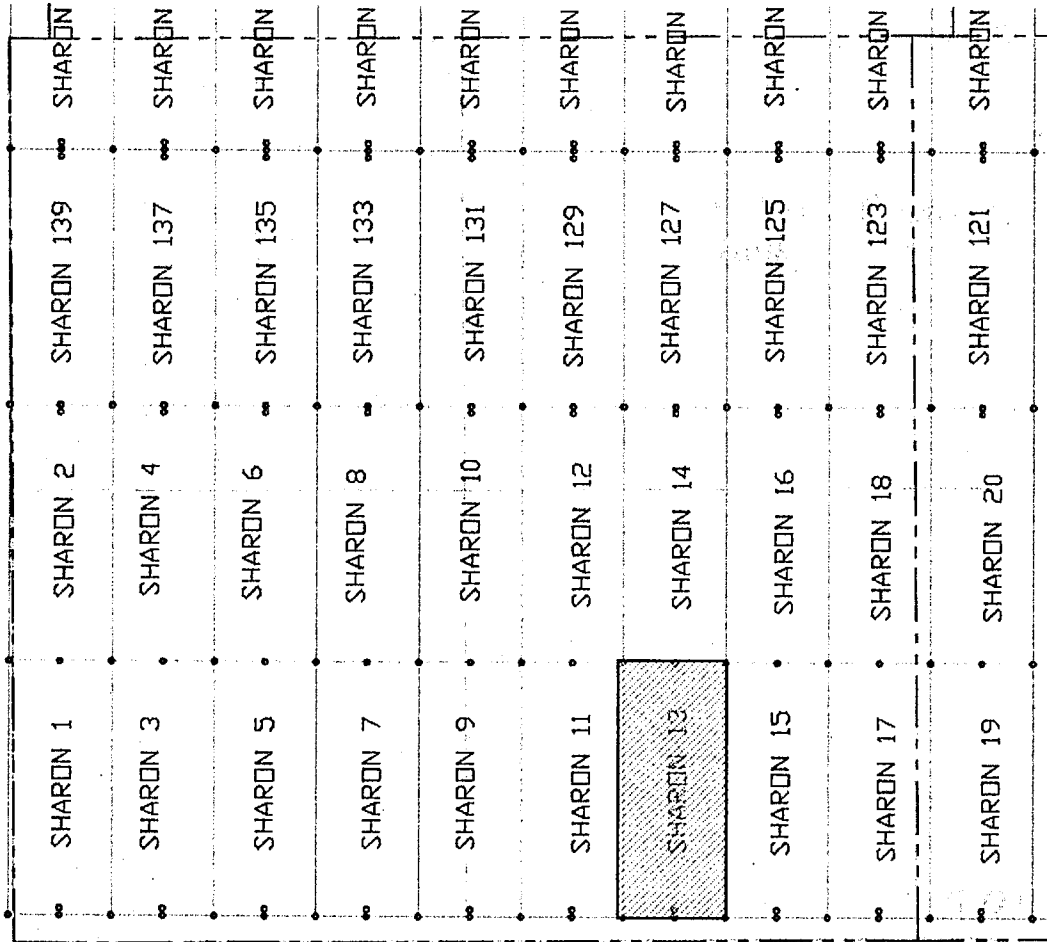 SHARON
SHARON
SHARON
SHARON
SHARON
SHARON
SHARON
SHARON
SHARON
SHARON
SHARON 139
SHARON 137
SHARON 135
SHARON 133
SHARON 131
SHARON 129
SHARON 127
SHARON 125
SHARON 123
SHARON 121
SHARON 2
SHARON 4
SHARON 6
SHARON 8
SHARON 10
SHARON 12
SHARON 14
SHARON 16
SHARON 18
SHARON 20
SHARON 1
SHARON 3
SHARON 5
SHARON 7
SHARON 9
SHARON 11
SHARON 13
SHARON 15
SHARON 17
SHARON 19